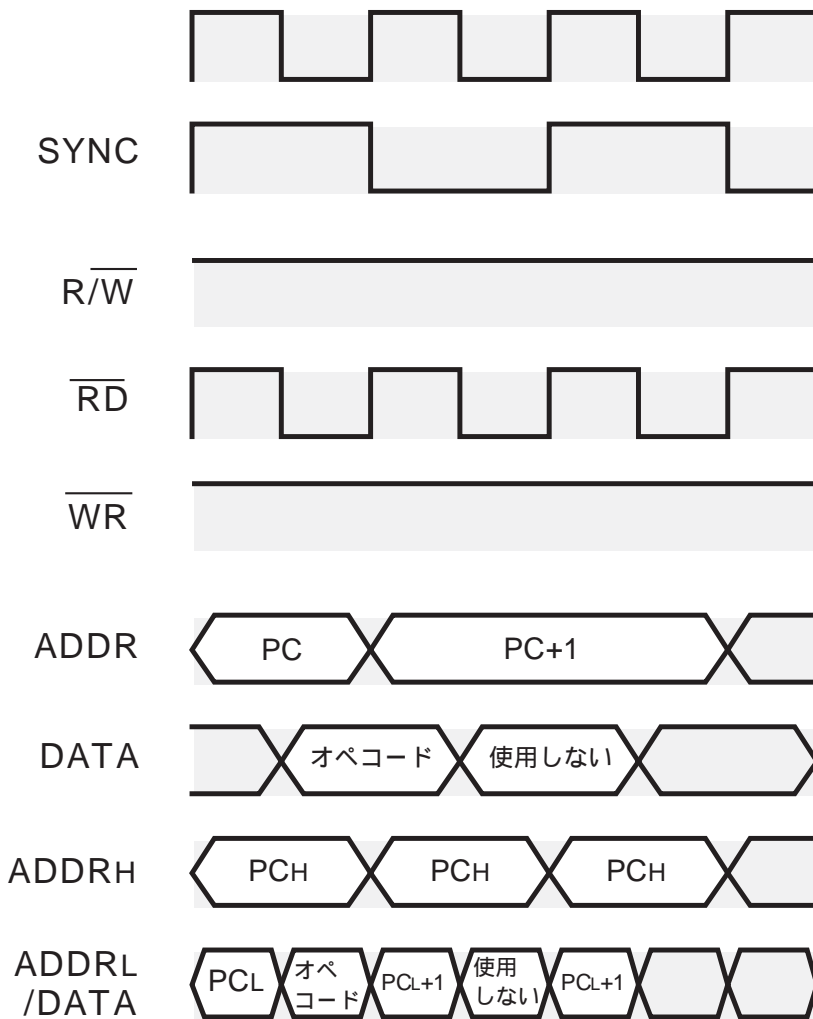 SYNC
R/W
RD
WR
ADDR PC PC+1
DATA オペコード 使用しない
ADDRH PCH PCH PCH
ADDRL
/DATA
PCL
オペ
コード
PCL+1
使用
しない
PCL+1